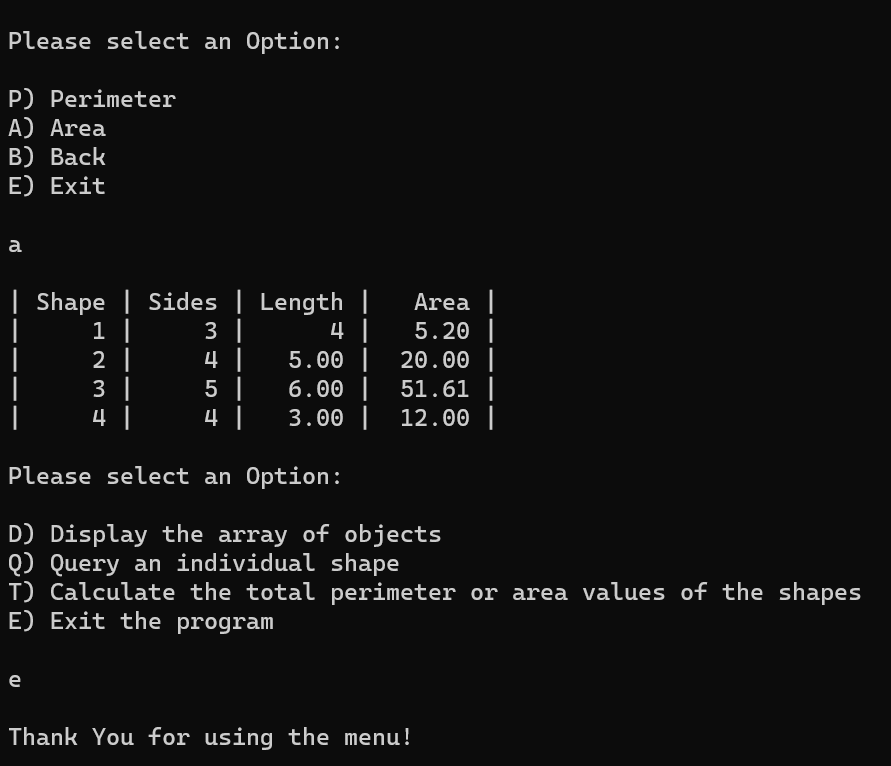 Please select an Option:
P) Perimeter
A) Area
B) Back
E) Exit
a
| Shape | Sides | Length |   Area |
|     1 |     3 |      4 |   5.20 |
|     2 |     4 |   5.00 |  20.00 |
|     3 |     5 |   6.00 |  51.61 |
|     4 |     4 |   3.00 |  12.00 |
Please select an Option:
D) Display the array of objects
Q) Query an individual shape
T) Calculate the total perimeter or area values of the shapes
E) Exit the program
e
Thank You for using the menu!